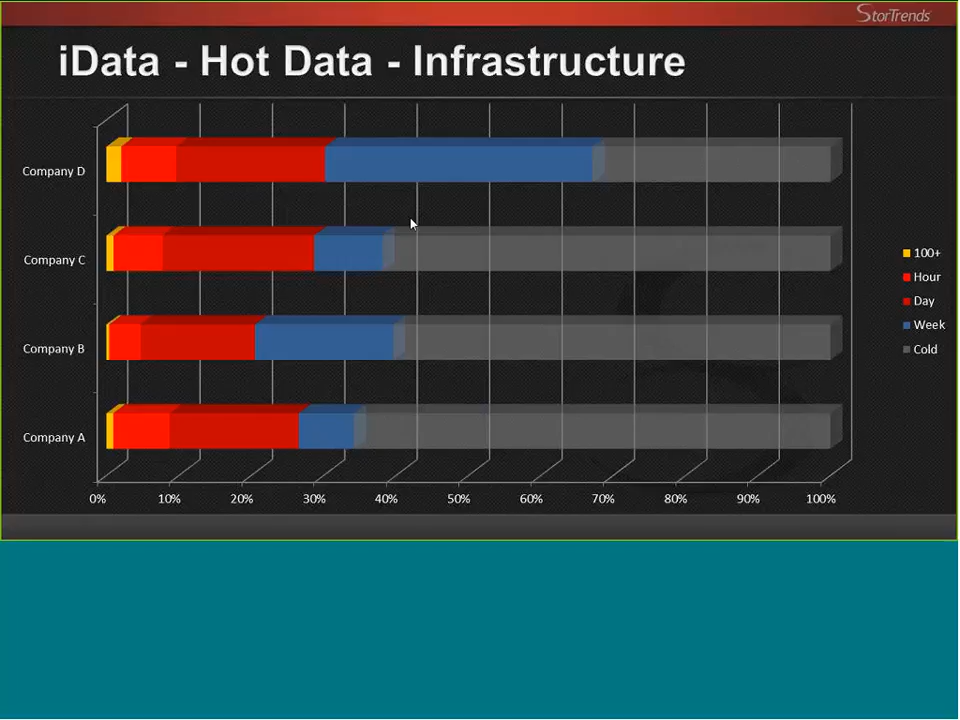 StorTrends
iData - Hot Data - Infrastructure
Company D
Company C
Company B
Company A
0% 10% 20% 30% 40% 50% 60% 70% 80% 90% 100%
100+
Hour
Day
Week
Cold